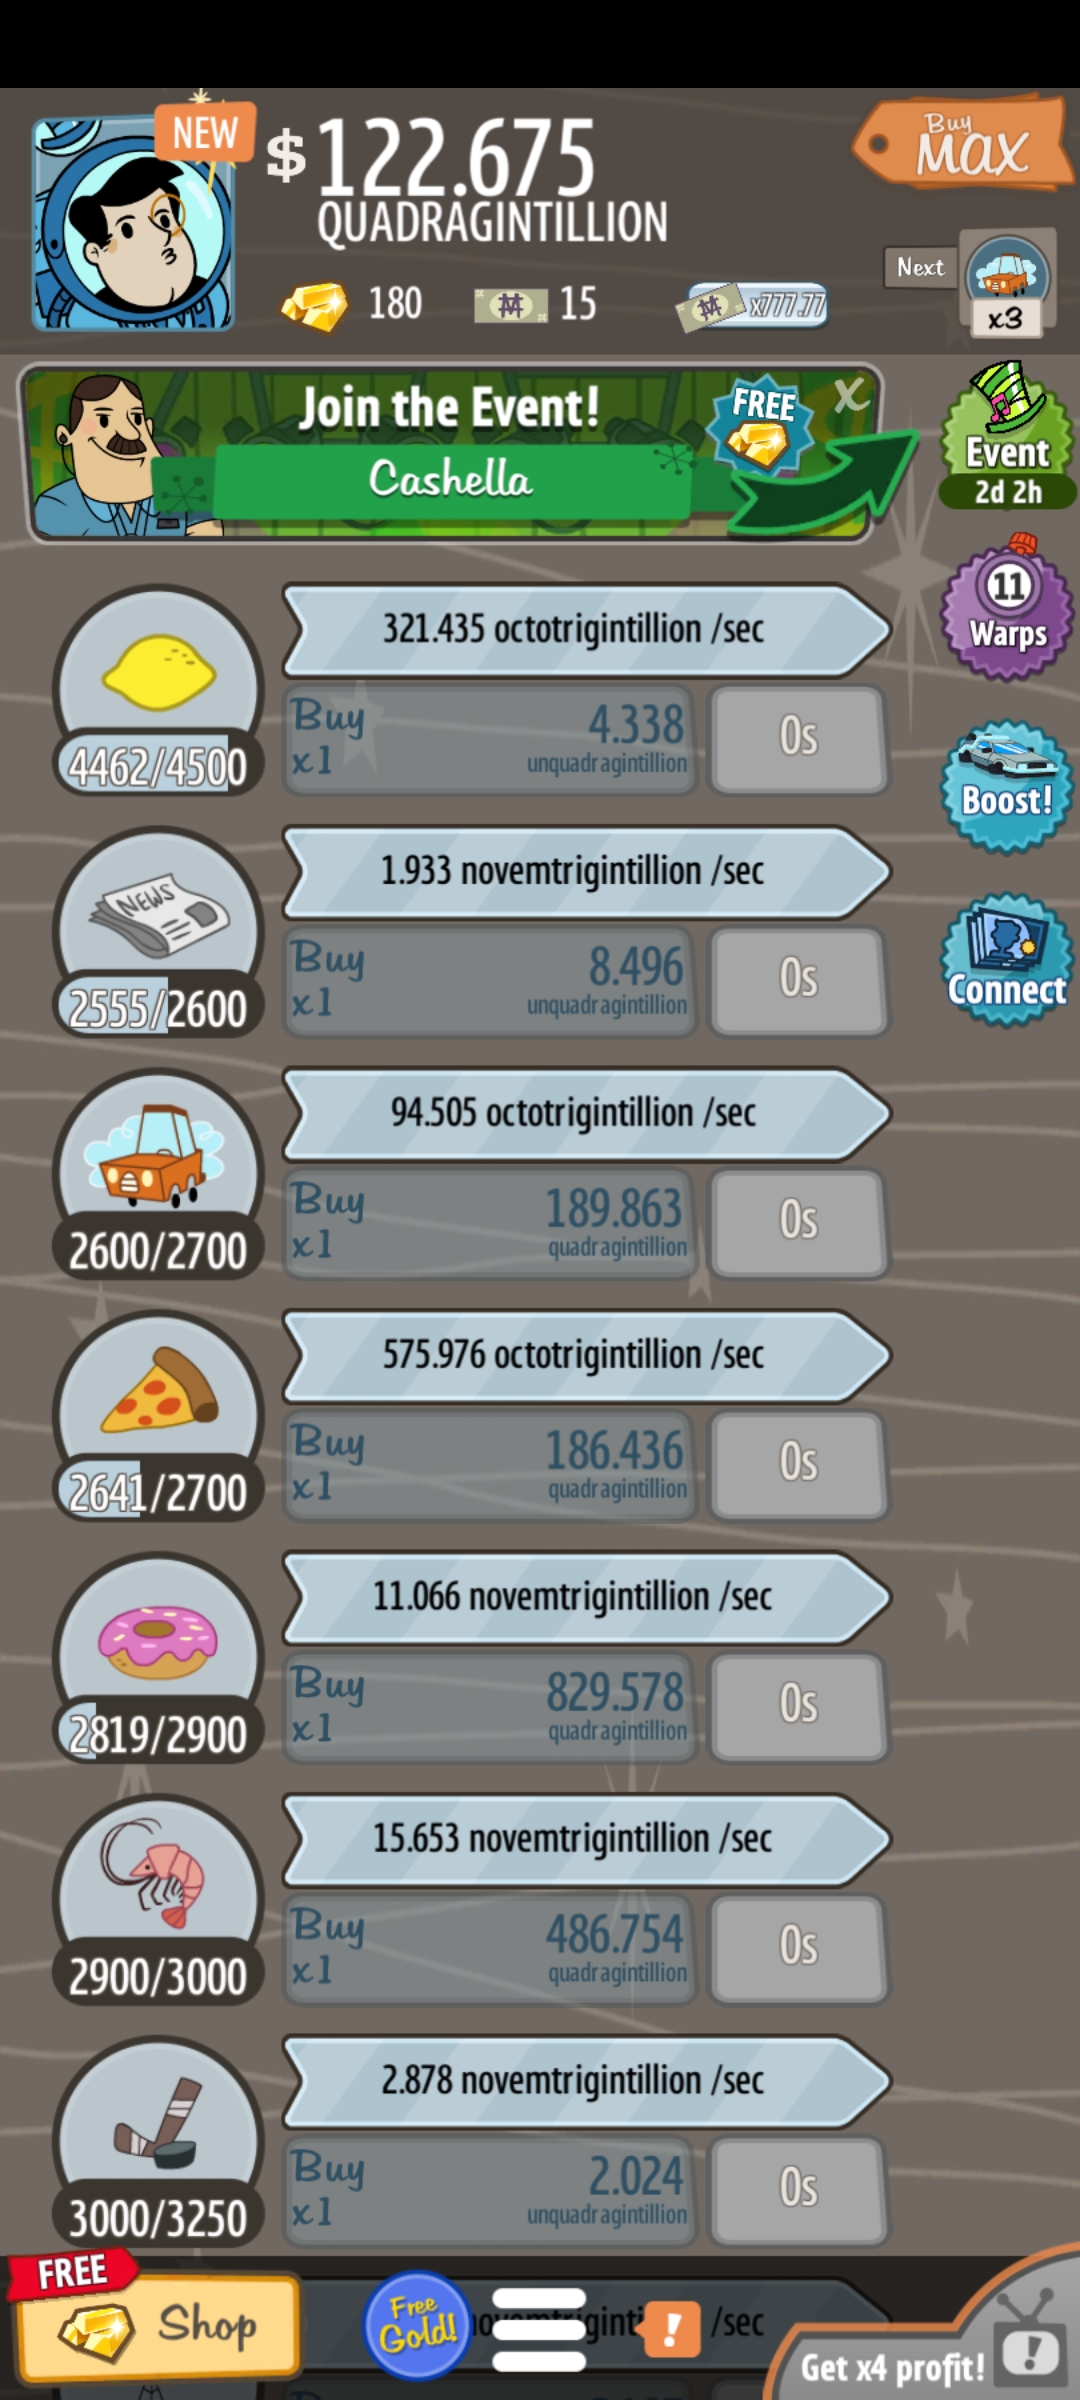 NEW
$122.675
QUADRAGINTILLION
Buy
MAX
180
15
x777.77
Next
x3
Join the Event!
Cashella
FREE
X
Event
2d 2h
321.435 octotrigintillion /sec
Buy
x1
4.338
unquadragintillion
0s
4462/4500
11
Warps
Boost!
1.933 novemtrigintillion /sec
NEWS
Buy
x1
8.496
unquadragintillion
0s
2555/2600
Connect
94.505 octotrigintillion /sec
Buy
x1
189.863
quadragintillion
0s
2600/2700
575.976 octotrigintillion /sec
Buy
x1
186.436
quadragintillion
0s
2641/2700
11.066 novemtrigintillion /sec
Buy
x1
829.578
quadragintillion
0s
2819/2900
15.653 novemtrigintillion /sec
Buy
x1
486.754
quadragintillion
0s
2900/3000
2.878 novemtrigintillion /sec
Buy
x1
2.024
unquadragintillion
0s
3000/3250
FREE
Shop
Free
Gold!
!
/sec
Get x4 profit!
!